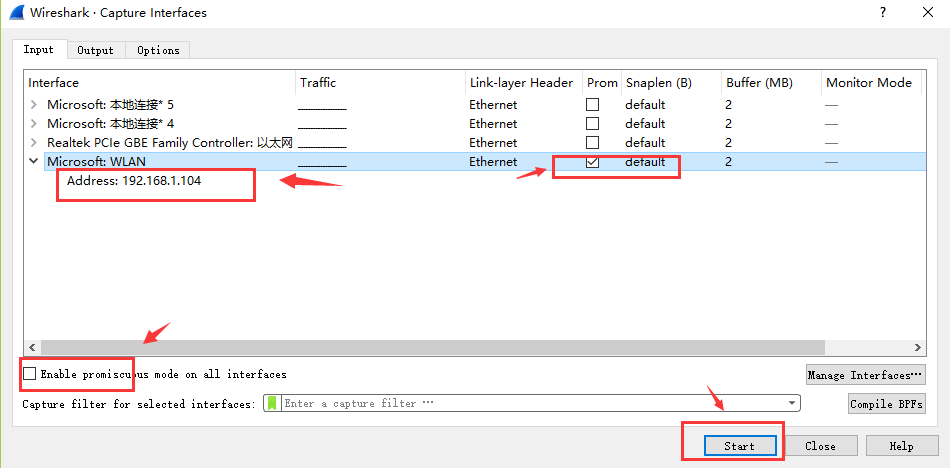 Wireshark · Capture Interfaces
Input Output Options
Interface Traffic Link-layer Header Prom Snaplen (B) Buffer (MB) Monitor Mode
Microsoft: 本地连接* 5 Ethernet default 2 —
Microsoft: 本地连接* 4 Ethernet default 2 —
Realtek PCIe GBE Family Controller: 以太网 Ethernet default 2 —
Microsoft: WLAN Ethernet default 2 —
Address: 192.168.1.104
Enable promiscuous mode on all interfaces Manage Interfaces…
Capture filter for selected interfaces: Enter a capture filter … Compile BPFs
Start Close Help